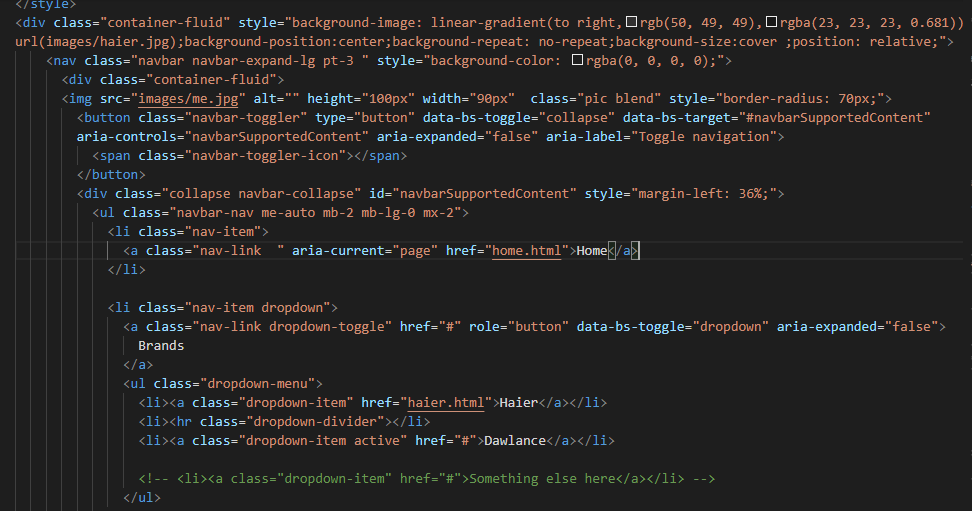 </style>
<div class="container-fluid" style="background-image: linear-gradient(to right,rgb(50, 49, 49),rgba(23, 23, 23, 0.681))
url(images/haier.jpg);background-position:center;background-repeat: no-repeat;background-size:cover ;position: relative;">
<nav class="navbar navbar-expand-lg pt-3 " style="background-color: rgba(0, 0, 0, 0);">
<div class="container-fluid">
<img src="images/me.jpg" alt="" height="100px" width="90px"  class="pic blend" style="border-radius: 70px;">
<button class="navbar-toggler" type="button" data-bs-toggle="collapse" data-bs-target="#navbarSupportedContent"
aria-controls="navbarSupportedContent" aria-expanded="false" aria-label="Toggle navigation">
<span class="navbar-toggler-icon"></span>
</button>
<div class="collapse navbar-collapse" id="navbarSupportedContent" style="margin-left: 36%;">
<ul class="navbar-nav me-auto mb-2 mb-lg-0 mx-2">
<li class="nav-item">
<a class="nav-link  " aria-current="page" href="home.html">Home</a>
</li>
<li class="nav-item dropdown">
<a class="nav-link dropdown-toggle" href="#" role="button" data-bs-toggle="dropdown" aria-expanded="false">
Brands
</a>
<ul class="dropdown-menu">
<li><a class="dropdown-item" href="haier.html">Haier</a></li>
<li><hr class="dropdown-divider"></li>
<li><a class="dropdown-item active" href="#">Dawlance</a></li>
<!-- <li><a class="dropdown-item" href="#">Something else here</a></li> -->
</ul>